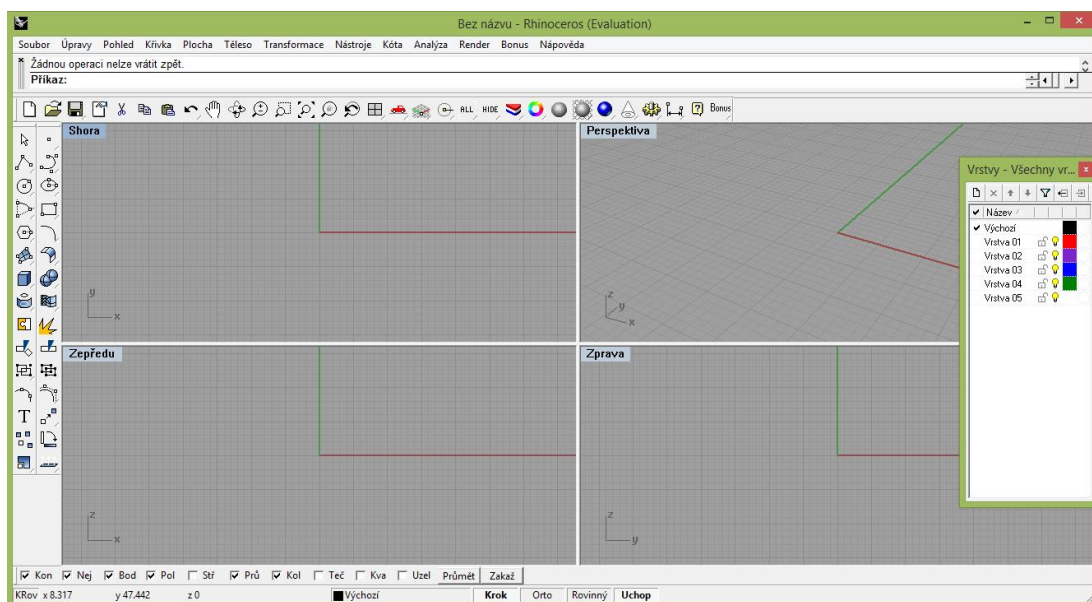 Bez názvu - Rhinoceros (Evaluation)
Soubor Úpravy Pohled Křivka Plocha Těleso Transformace Nástroje Kóta Analýza Render Bonus Nápověda
Žádnou operaci nelze vrátit zpět.
Příkaz:
ALL HIDE Bonus
Shora
Perspektiva
Vrstvy - Všechny vr...
Název
Výchozí
Vrstva 01
Vrstva 02
Vrstva 03
Vrstva 04
Vrstva 05
y
x
z
y
x
Zepředu
Zprava
T
z
x
z
y
Kon Nej Bod Pol Stř Prů Kol Teč Kva Uzel Průmět Zakaž
KRov x 8.317 y 47.442 z 0 Výchozí Krok Orto Rovinný Uchop